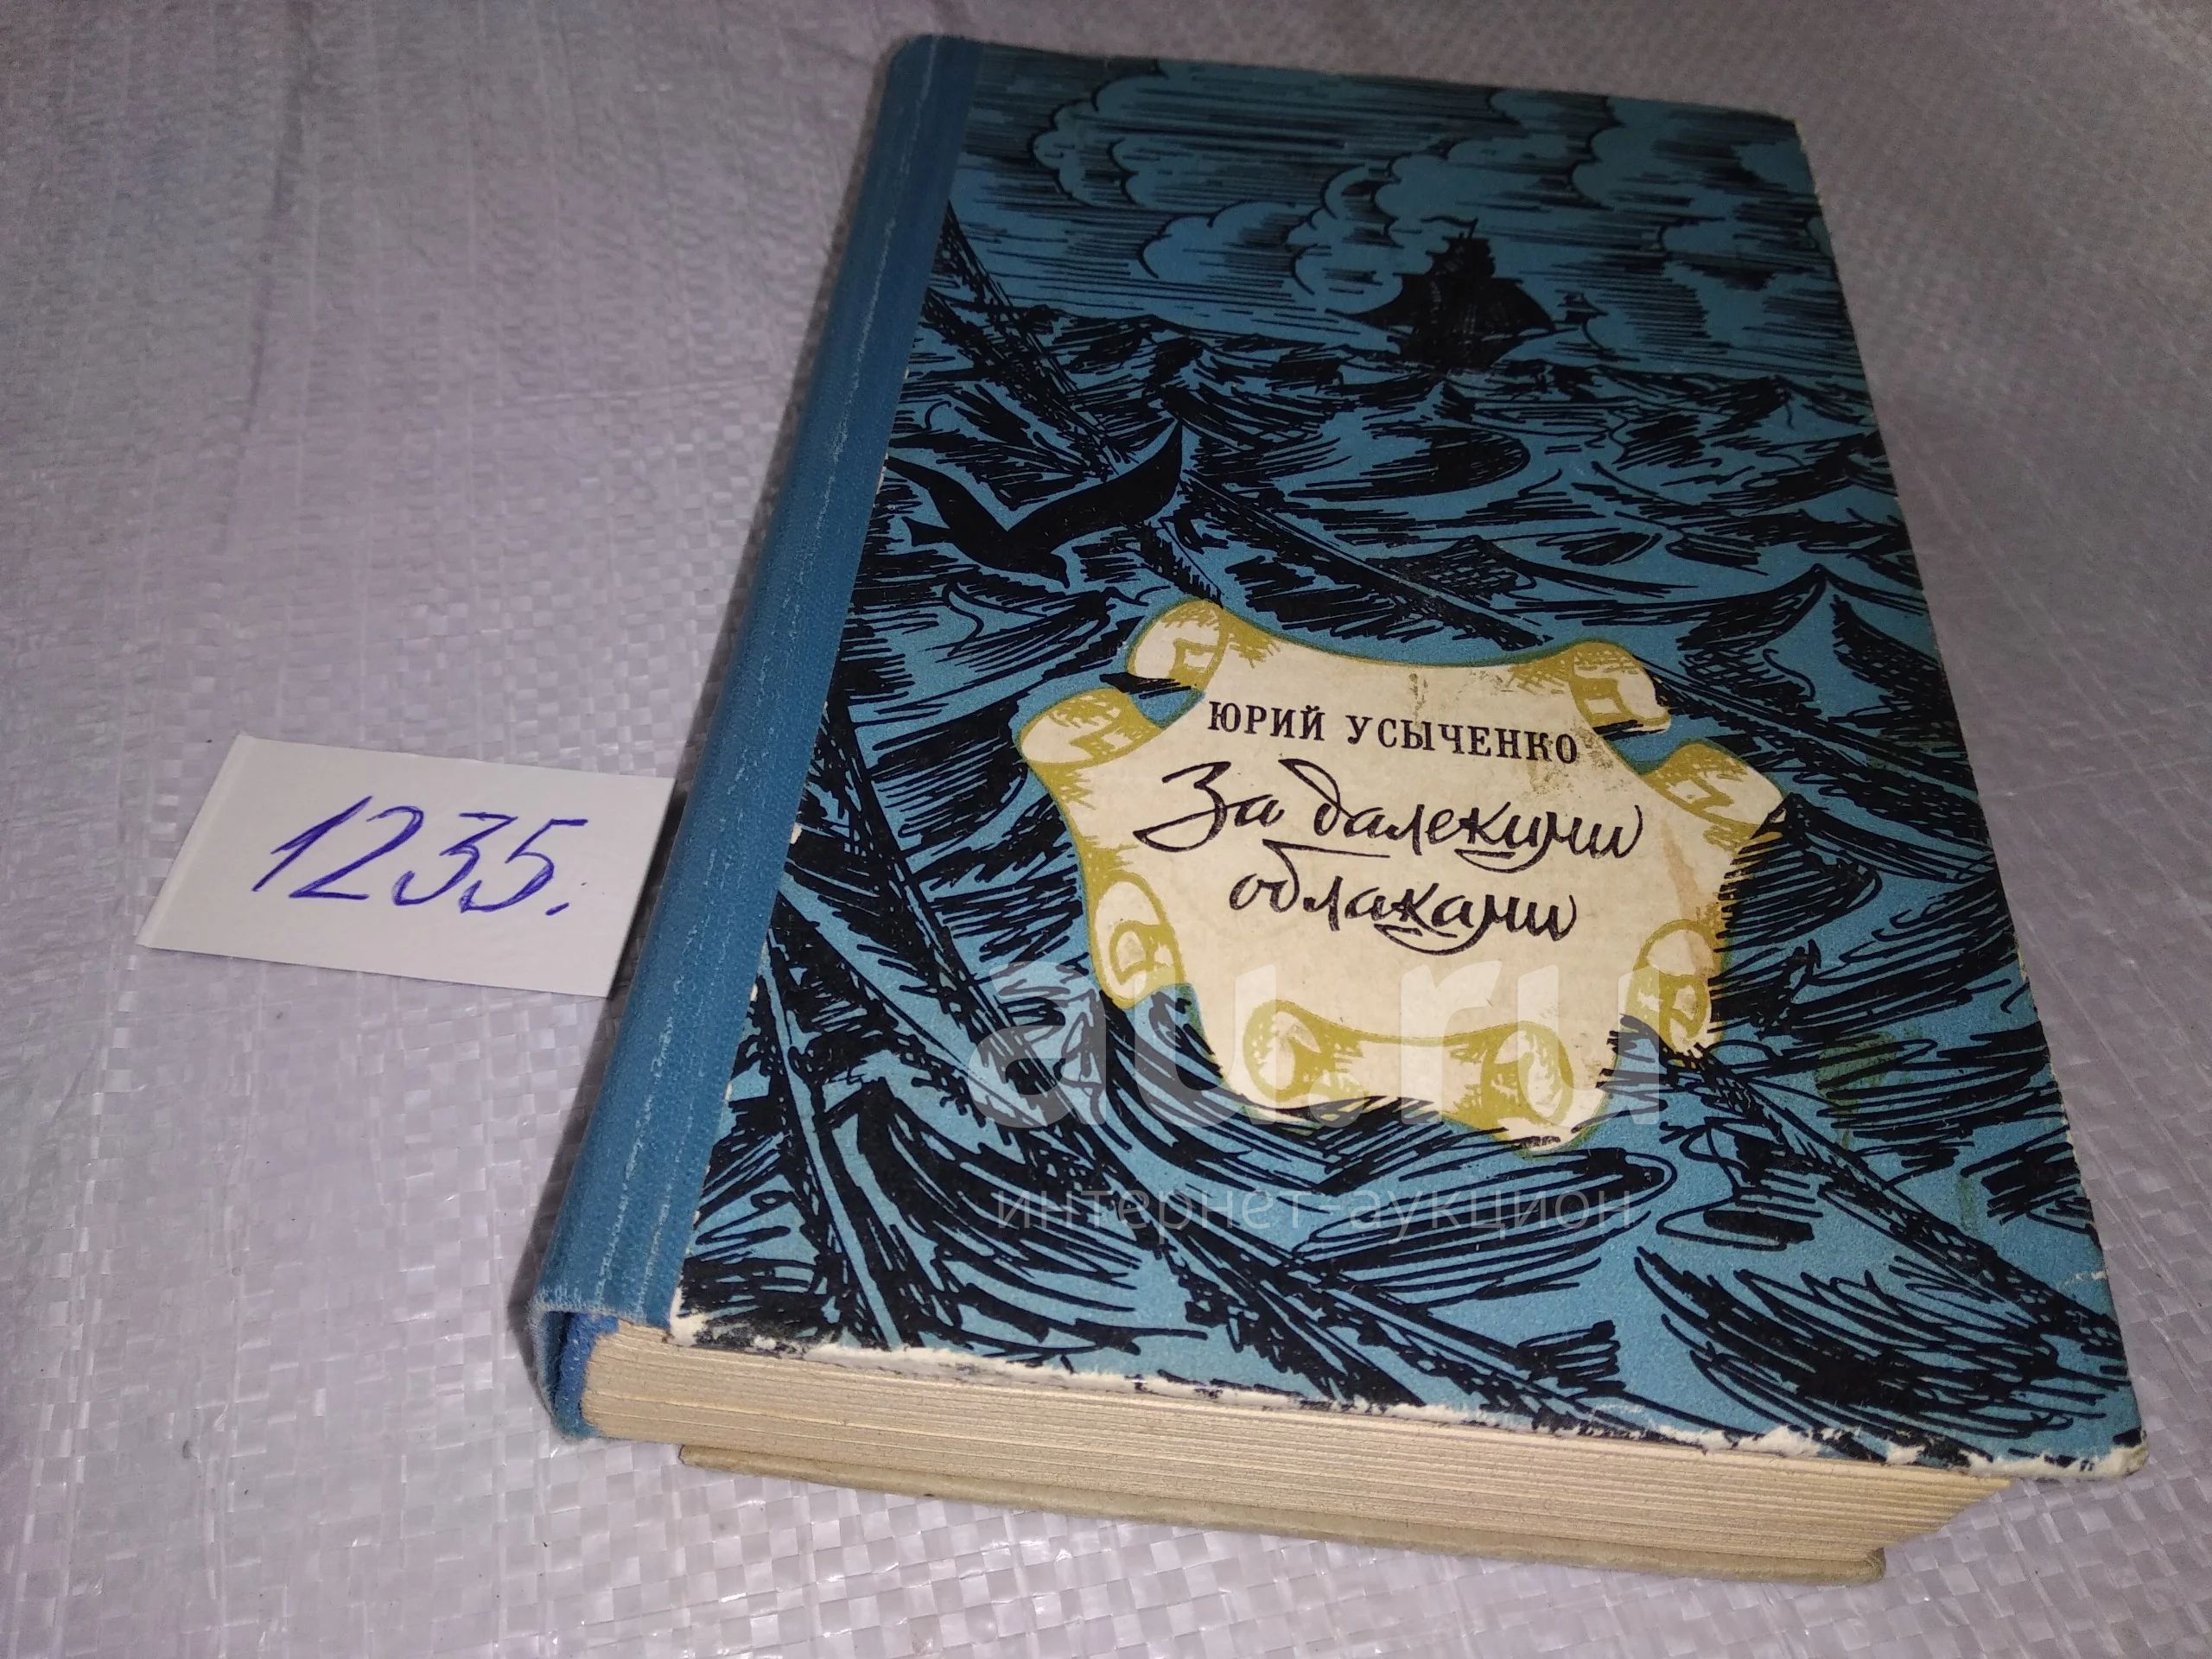 ЮРИЙ УСЫЧЕНКО
За далекими
облаками
1235.
au.ru
интернет-аукцион